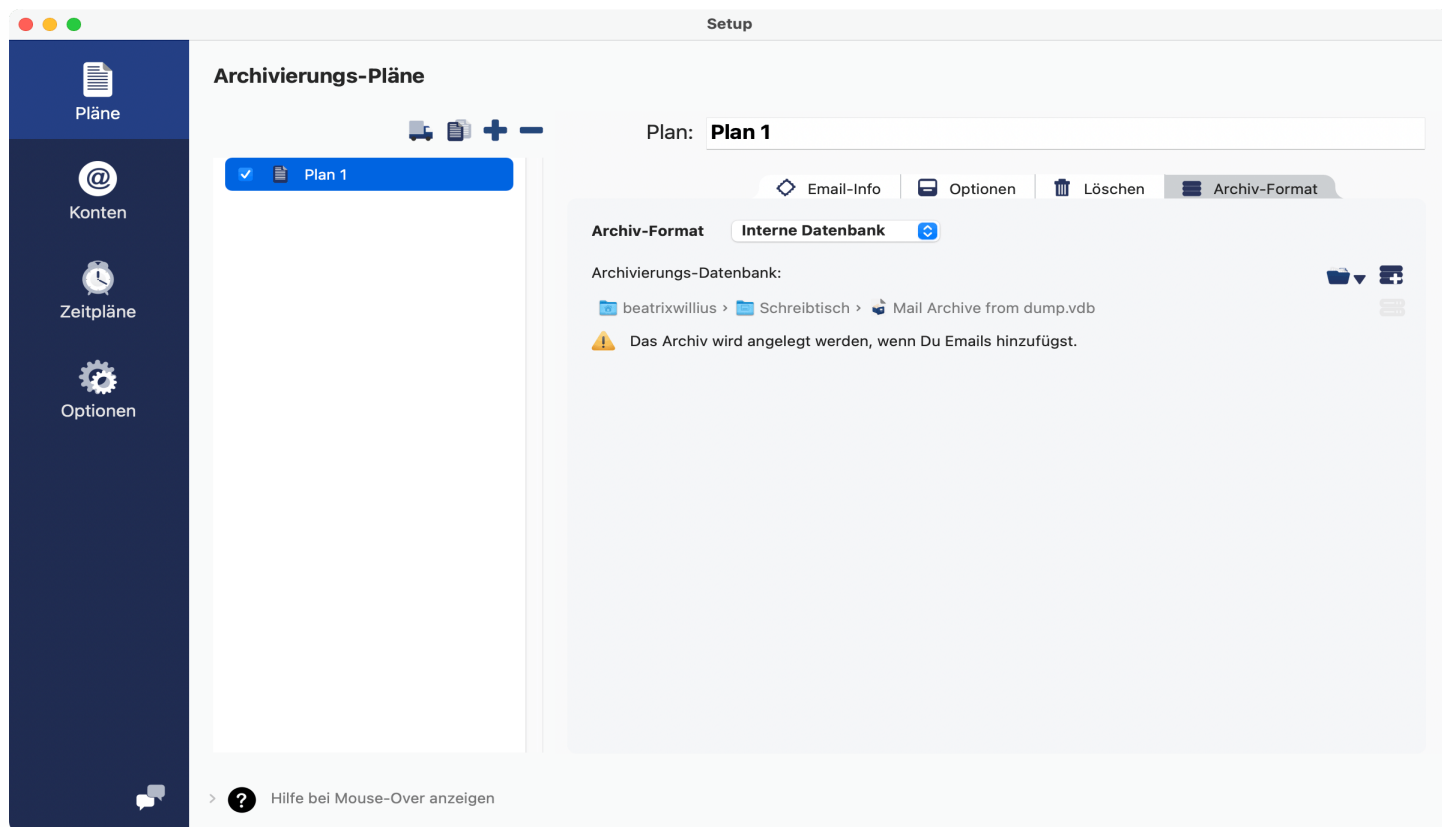 Setup
Pläne
Konten
Zeitpläne
Optionen
Archivierungs-Pläne
Plan 1
Plan: Plan 1
Email-Info Optionen Löschen Archiv-Format
Archiv-Format Interne Datenbank
Archivierungs-Datenbank:
beatrixwillius › Schreibtisch › Mail Archive from dump.vdb
Das Archiv wird angelegt werden, wenn Du Emails hinzufügst.
? Hilfe bei Mouse-Over anzeigen